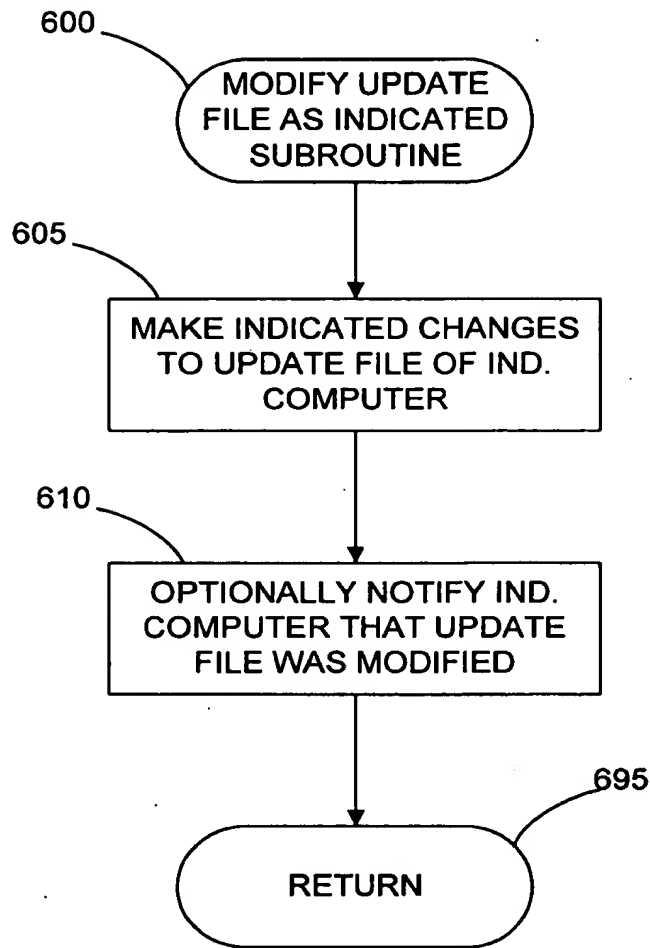 600
MODIFY UPDATE
FILE AS INDICATED
SUBROUTINE
605
MAKE INDICATED CHANGES
TO UPDATE FILE OF IND.
COMPUTER
610
OPTIONALLY NOTIFY IND.
COMPUTER THAT UPDATE
FILE WAS MODIFIED
695
RETURN